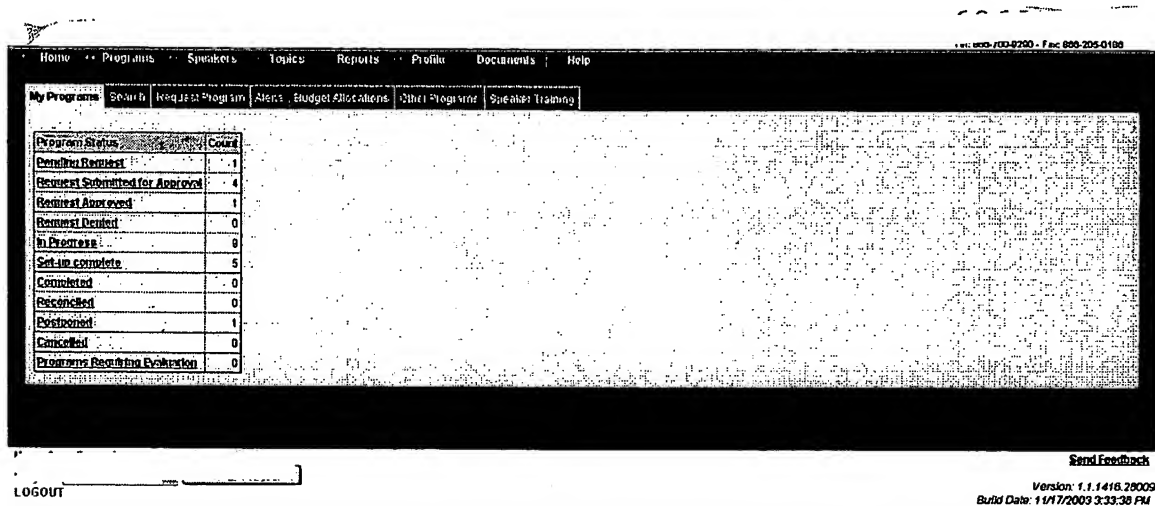 Fax: 866-205-0186
Home Programs Speakers Topics Reports Profile Documents Help
My Programs Search Request Program Alerts Budget Allocations Other Programs Speaker Training
Program Status Count
Pending Request 1
Request Submitted for Approval 4
Request Approved 1
Request Denied 0
In Progress
Set-up complete 5
Completed 0
Reconciled 0
Postponed 1
Cancelled 0
Programs Requiring Evaluation 0
Send Feedback
LOGOUT
Version: 1.1.1416.28009
Build Date: 11/17/2003 3:33:38 PM